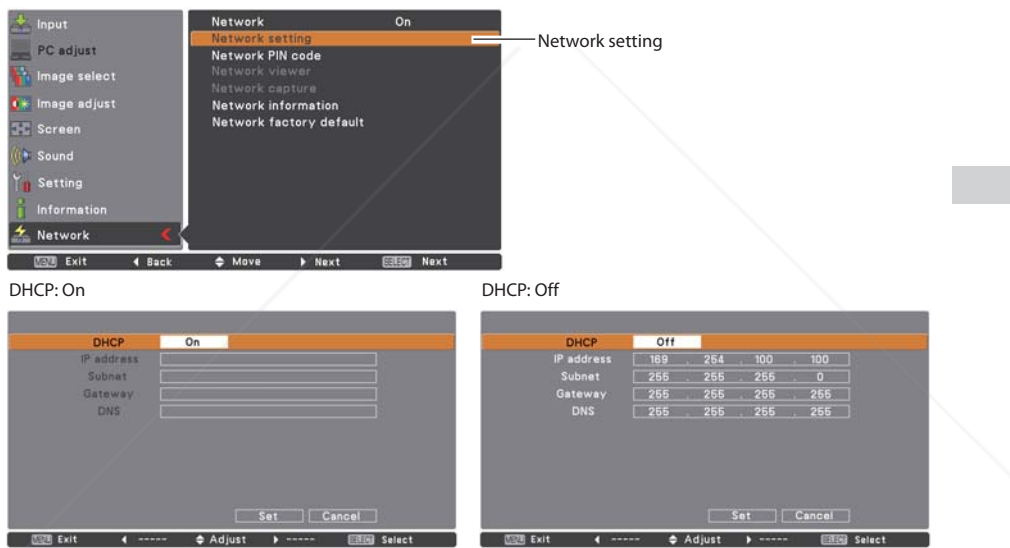 Input
PC adjust
Image select
Image adjust
Screen
Sound
Setting
Information
Network
Network On
Network setting
Network PIN code
Network viewer
Network capture
Network information
Network factory default
MENU Exit Back Move Next SELECT Next
Network setting
DHCP: On
DHCP On
IP address
Subnet
Gateway
DNS
Set Cancel
MENU Exit ----- Adjust ----- SELECT Select
DHCP: Off
DHCP Off
IP address 169 . 254 . 100 . 100
Subnet 255 . 255 . 255 . 0
Gateway 255 . 255 . 255 . 255
DNS 255 . 255 . 255 . 255
Set Cancel
MENU Exit ----- Adjust ----- SELECT Select